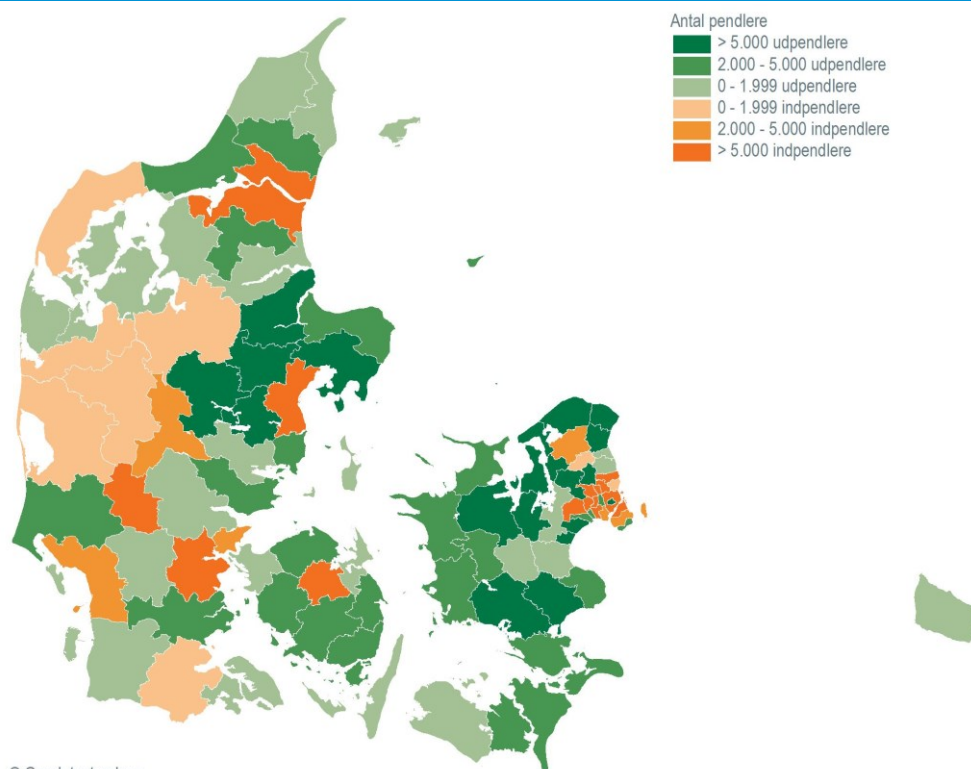 Antal pendlere
> 5.000 udpendlere
2.000 - 5.000 udpendlere
0 - 1.999 udpendlere
0 - 1.999 indpendlere
2.000 - 5.000 indpendlere
> 5.000 indpendlere